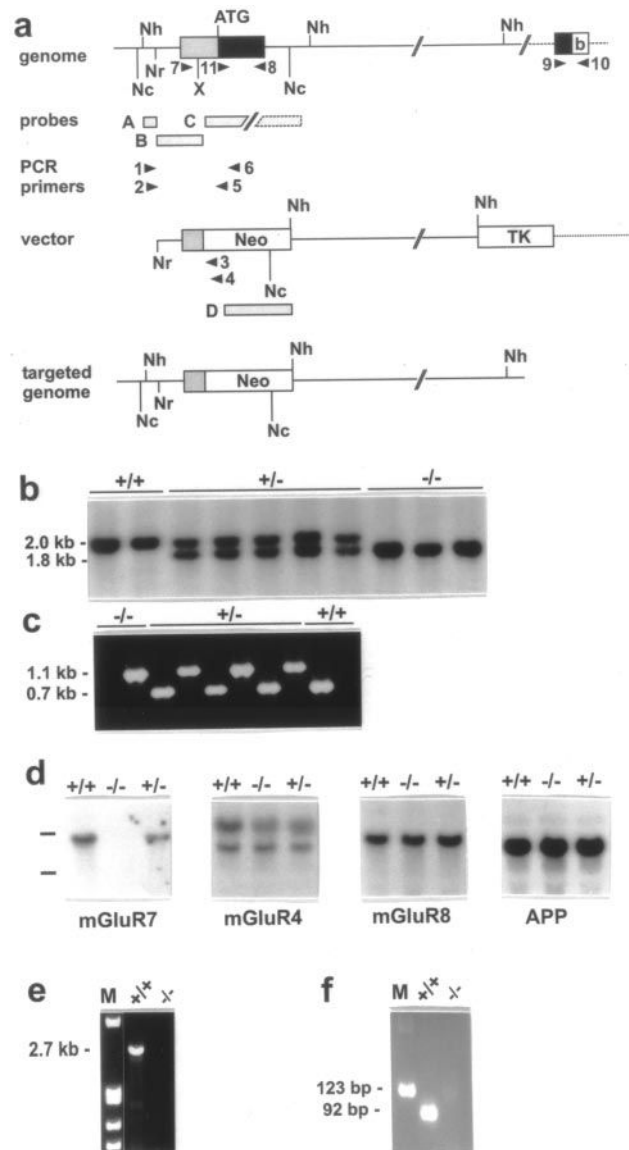 a
ATG
genome
Nh
Nh
Nh
b
Nr
7
11
8
9
10
Nc
X
Nc
probes
A
C
B
PCR
primers
1
6
2
5
vector
Nh
Nh
Neo
TK
Nr
3
4
Nc
D
targeted
genome
Nh
Nh
Nh
Neo
Nr
Nc
Nc
b
+/+
+/-
-/-
2.0 kb -
1.8 kb -
c
-/-
+/-
+/+
1.1 kb -
0.7 kb -
d
+/+ -/- +/-
+/+ -/- +/-
+/+ -/- +/-
+/+ -/- +/-
mGluR7
mGluR4
mGluR8
APP
e
M +/+ -/-
2.7 kb -
f
M +/+ -/-
123 bp -
92 bp -